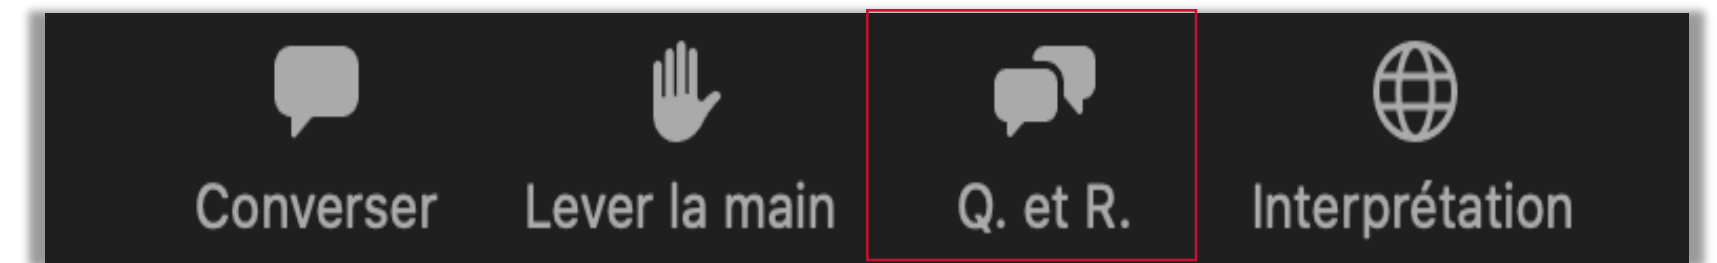 Converser Lever la main Q. et R. Interprétation